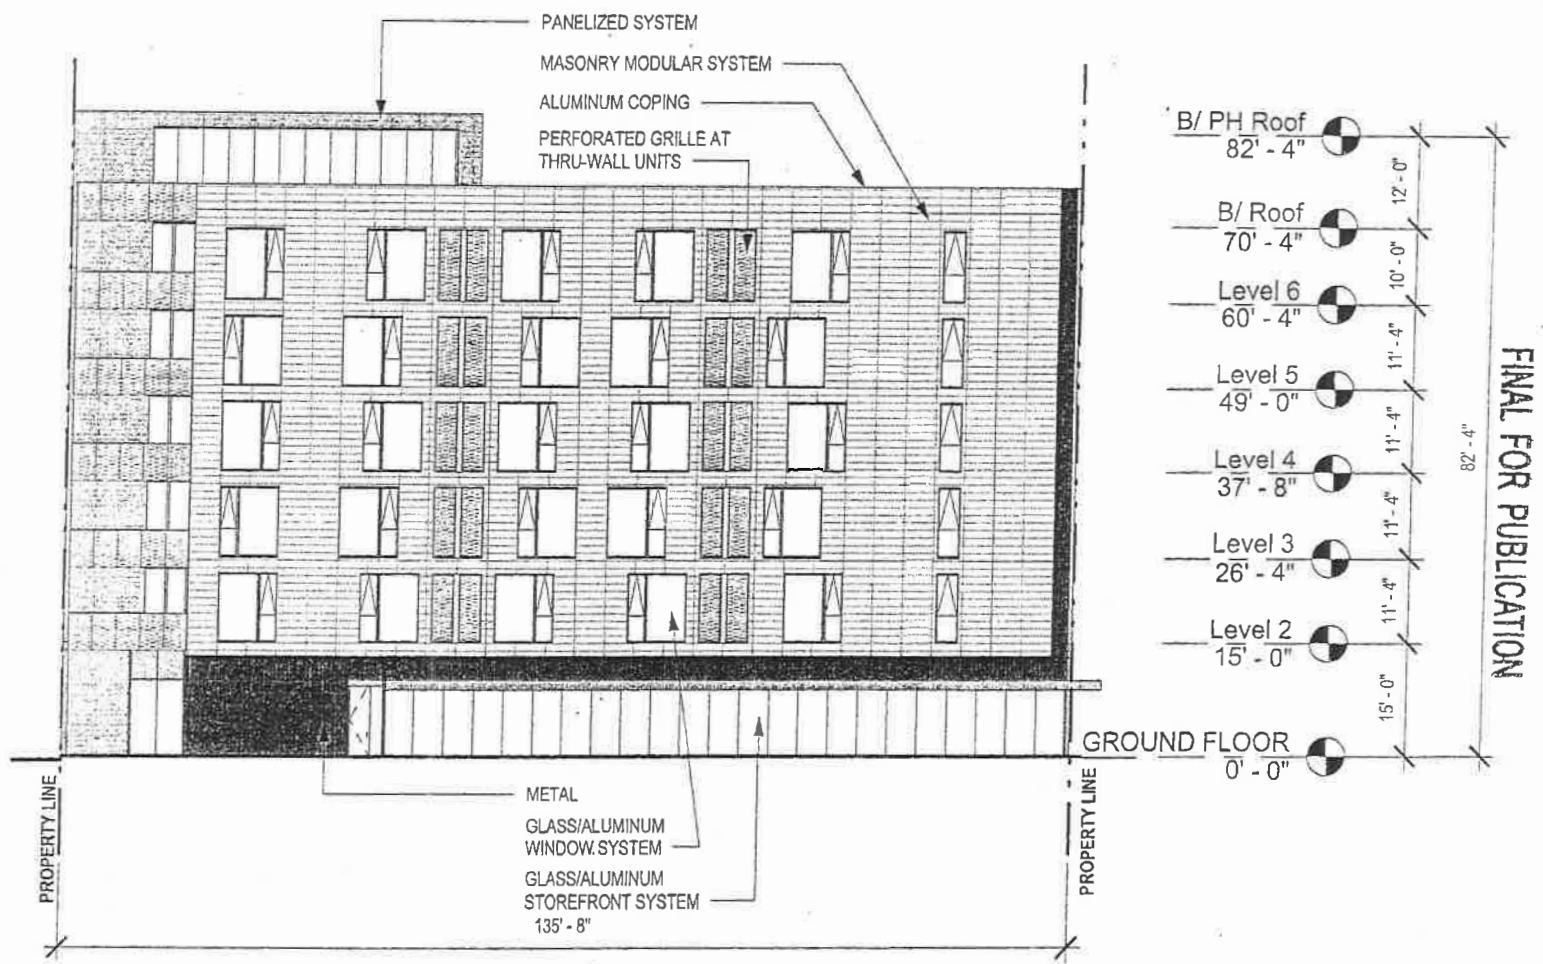 PANELIZED SYSTEM
MASONRY MODULAR SYSTEM
ALUMINUM COPING
PERFORATED GRILLE AT
THRU-WALL UNITS
B/ PH Roof
82' - 4"
B/ Roof
70' - 4"
Level 6
60' - 4"
Level 5
49' - 0"
Level 4
37' - 8"
Level 3
26' - 4"
Level 2
15' - 0"
GROUND FLOOR
0' - 0"
12' - 0"
10' - 0"
11' - 4"
11' - 4"
11' - 4"
11' - 4"
15' - 0"
82' - 4"
FINAL FOR PUBLICATION
PROPERTY LINE
METAL
GLASS/ALUMINUM
WINDOW SYSTEM
GLASS/ALUMINUM
STOREFRONT SYSTEM
135' - 8"
PROPERTY LINE